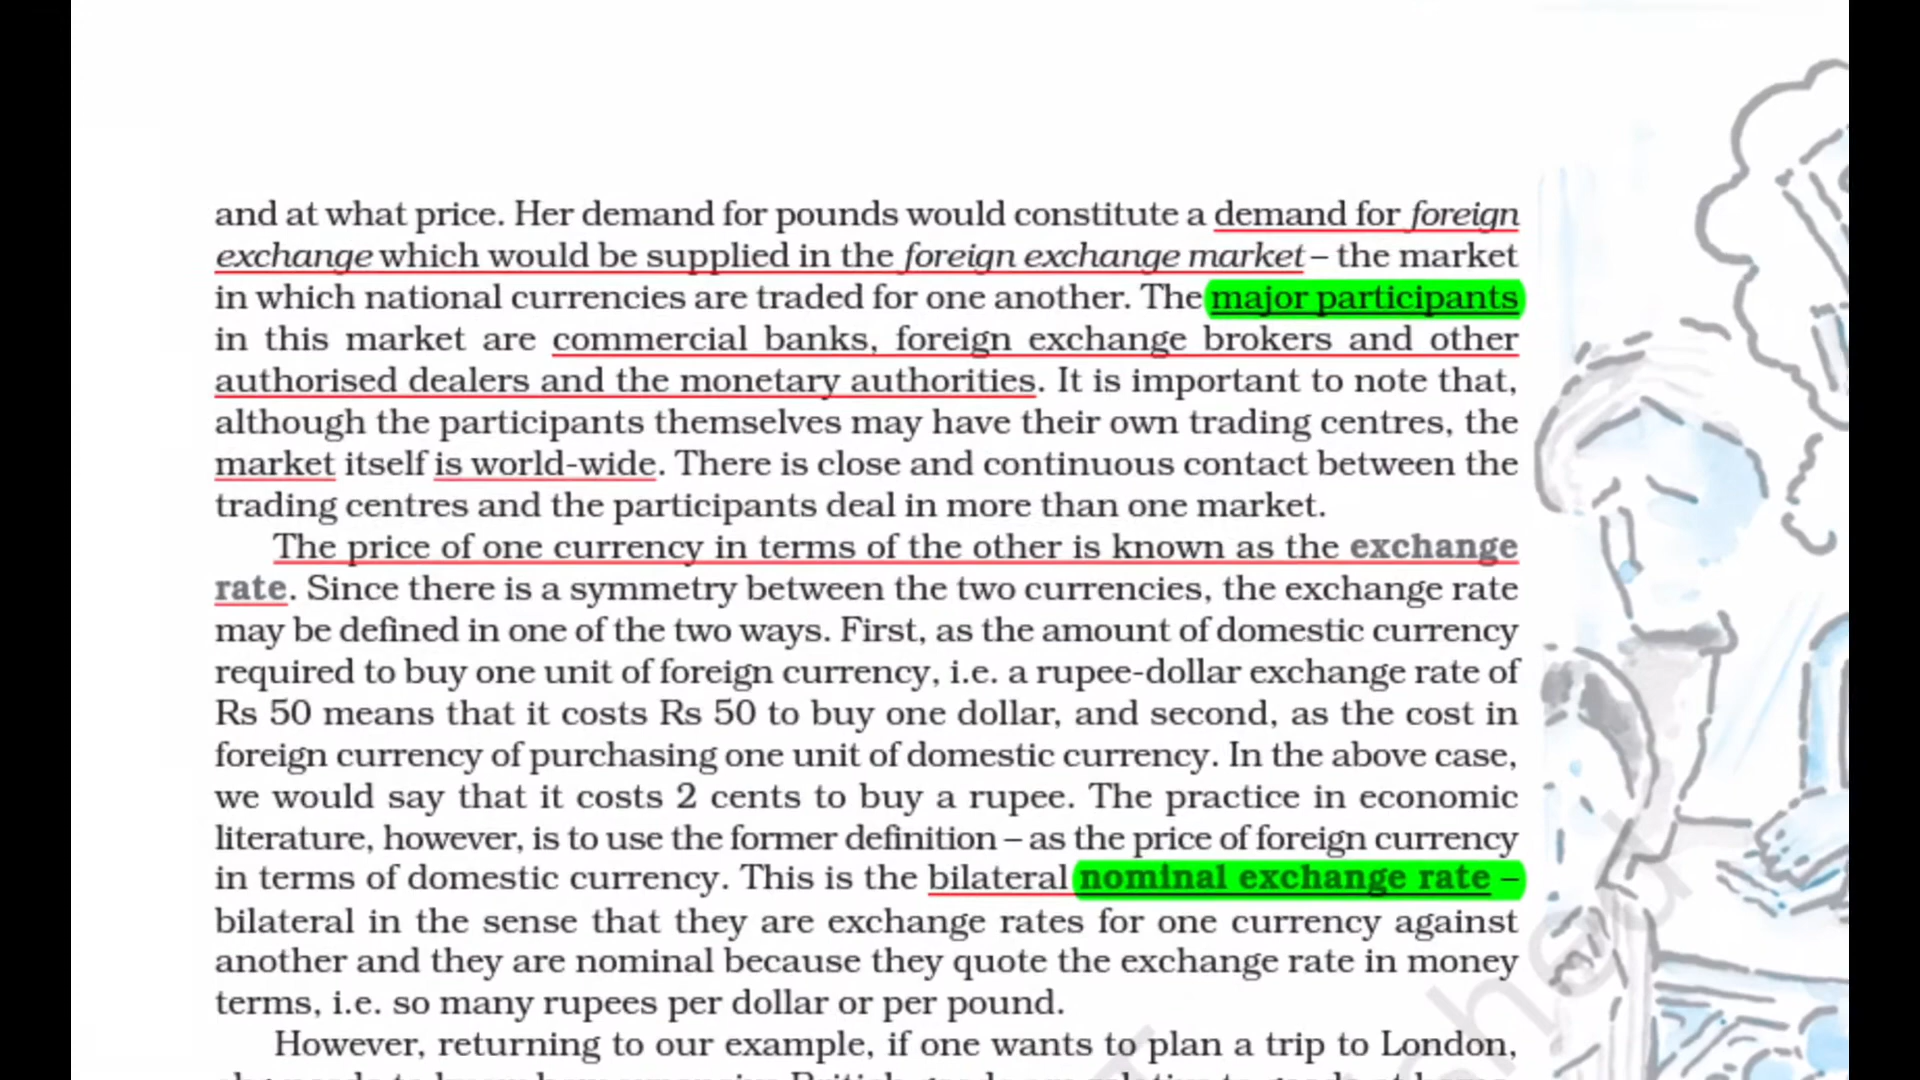 and at what price. Her demand for pounds would constitute a demand for foreign
exchange which would be supplied in the foreign exchange market – the market
in which national currencies are traded for one another. The major participants
in this market are commercial banks, foreign exchange brokers and other
authorised dealers and the monetary authorities. It is important to note that,
although the participants themselves may have their own trading centres, the
market itself is world-wide. There is close and continuous contact between the
trading centres and the participants deal in more than one market.
The price of one currency in terms of the other is known as the exchange
rate. Since there is a symmetry between the two currencies, the exchange rate
may be defined in one of the two ways. First, as the amount of domestic currency
required to buy one unit of foreign currency, i.e. a rupee-dollar exchange rate of
Rs 50 means that it costs Rs 50 to buy one dollar, and second, as the cost in
foreign currency of purchasing one unit of domestic currency. In the above case,
we would say that it costs 2 cents to buy a rupee. The practice in economic
literature, however, is to use the former definition – as the price of foreign currency
in terms of domestic currency. This is the bilateral nominal exchange rate –
bilateral in the sense that they are exchange rates for one currency against
another and they are nominal because they quote the exchange rate in money
terms, i.e. so many rupees per dollar or per pound.
However, returning to our example, if one wants to plan a trip to London,